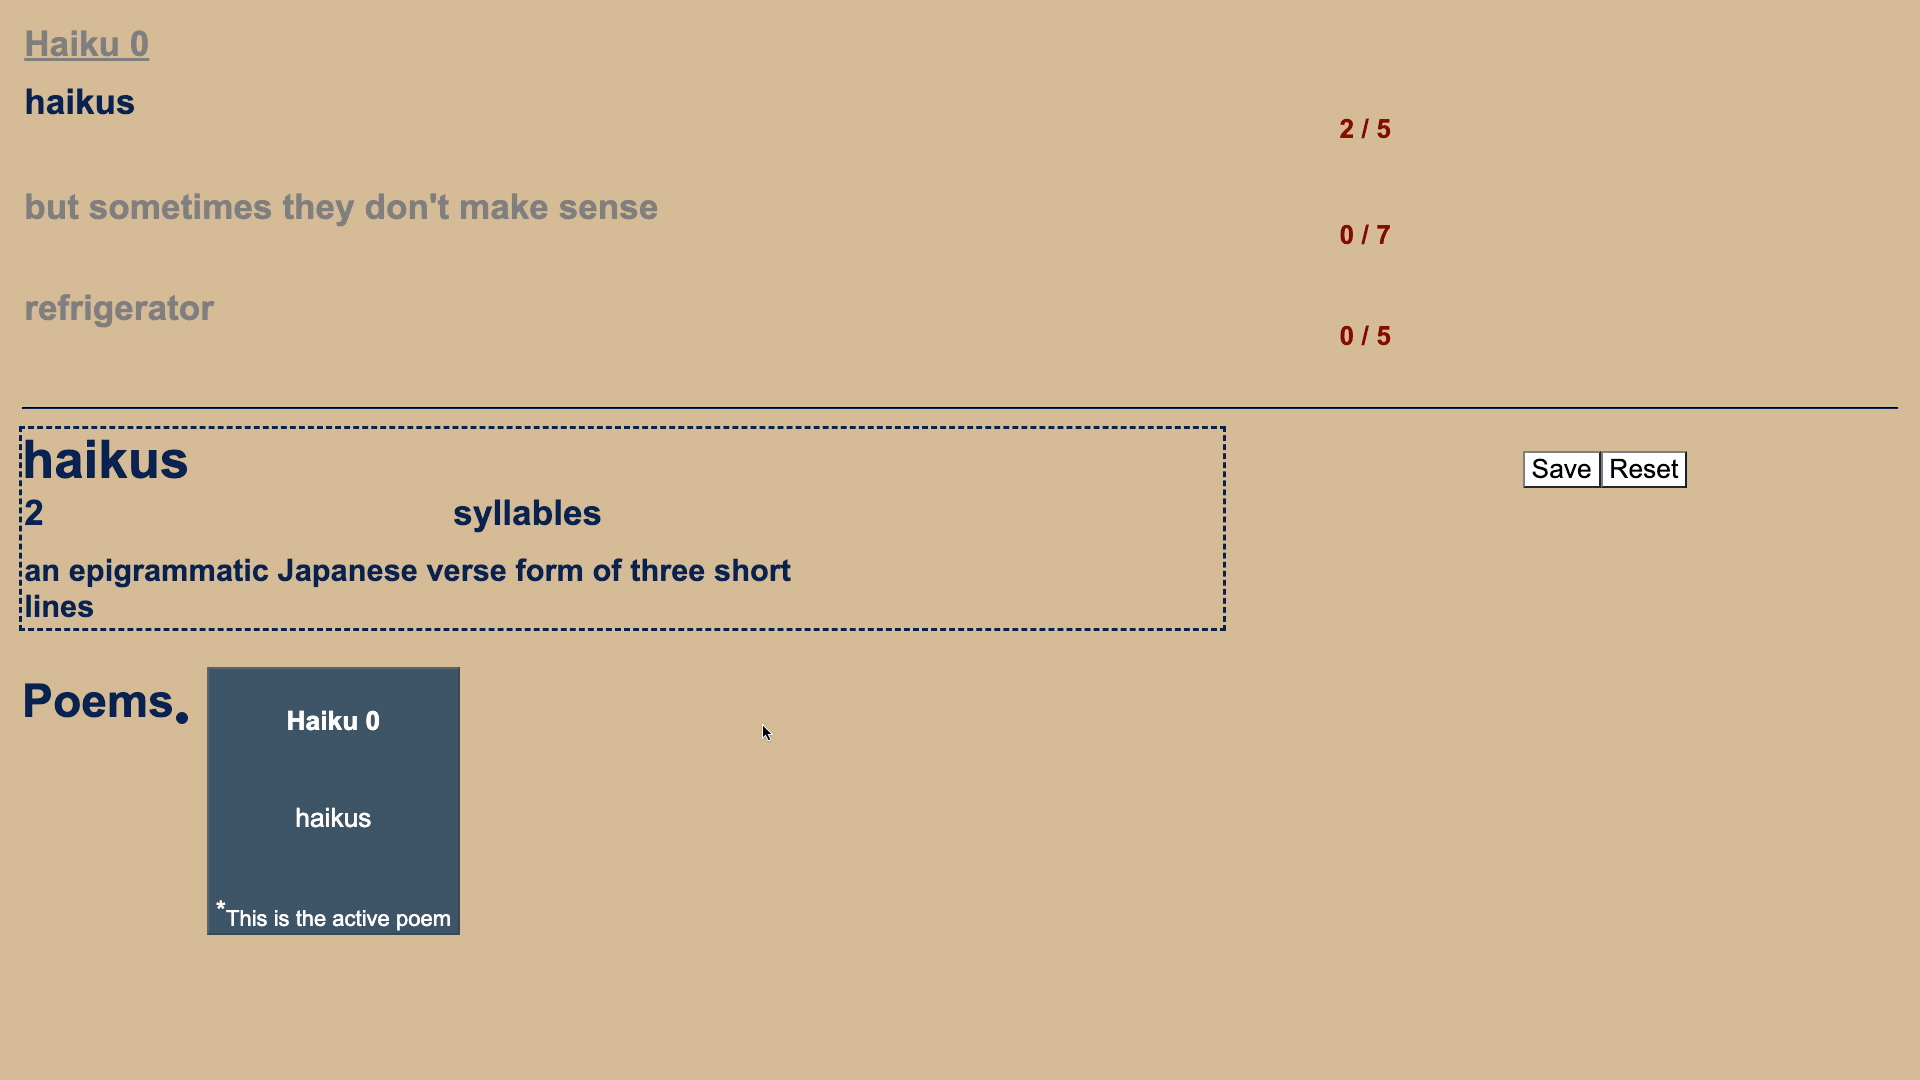 Haiku 0
haikus
2 / 5
but sometimes they don't make sense
0 / 7
refrigerator
0 / 5
haikus
2 syllables
an epigrammatic Japanese verse form of three short
lines
Save Reset
Poems.
Haiku 0
haikus
*This is the active poem